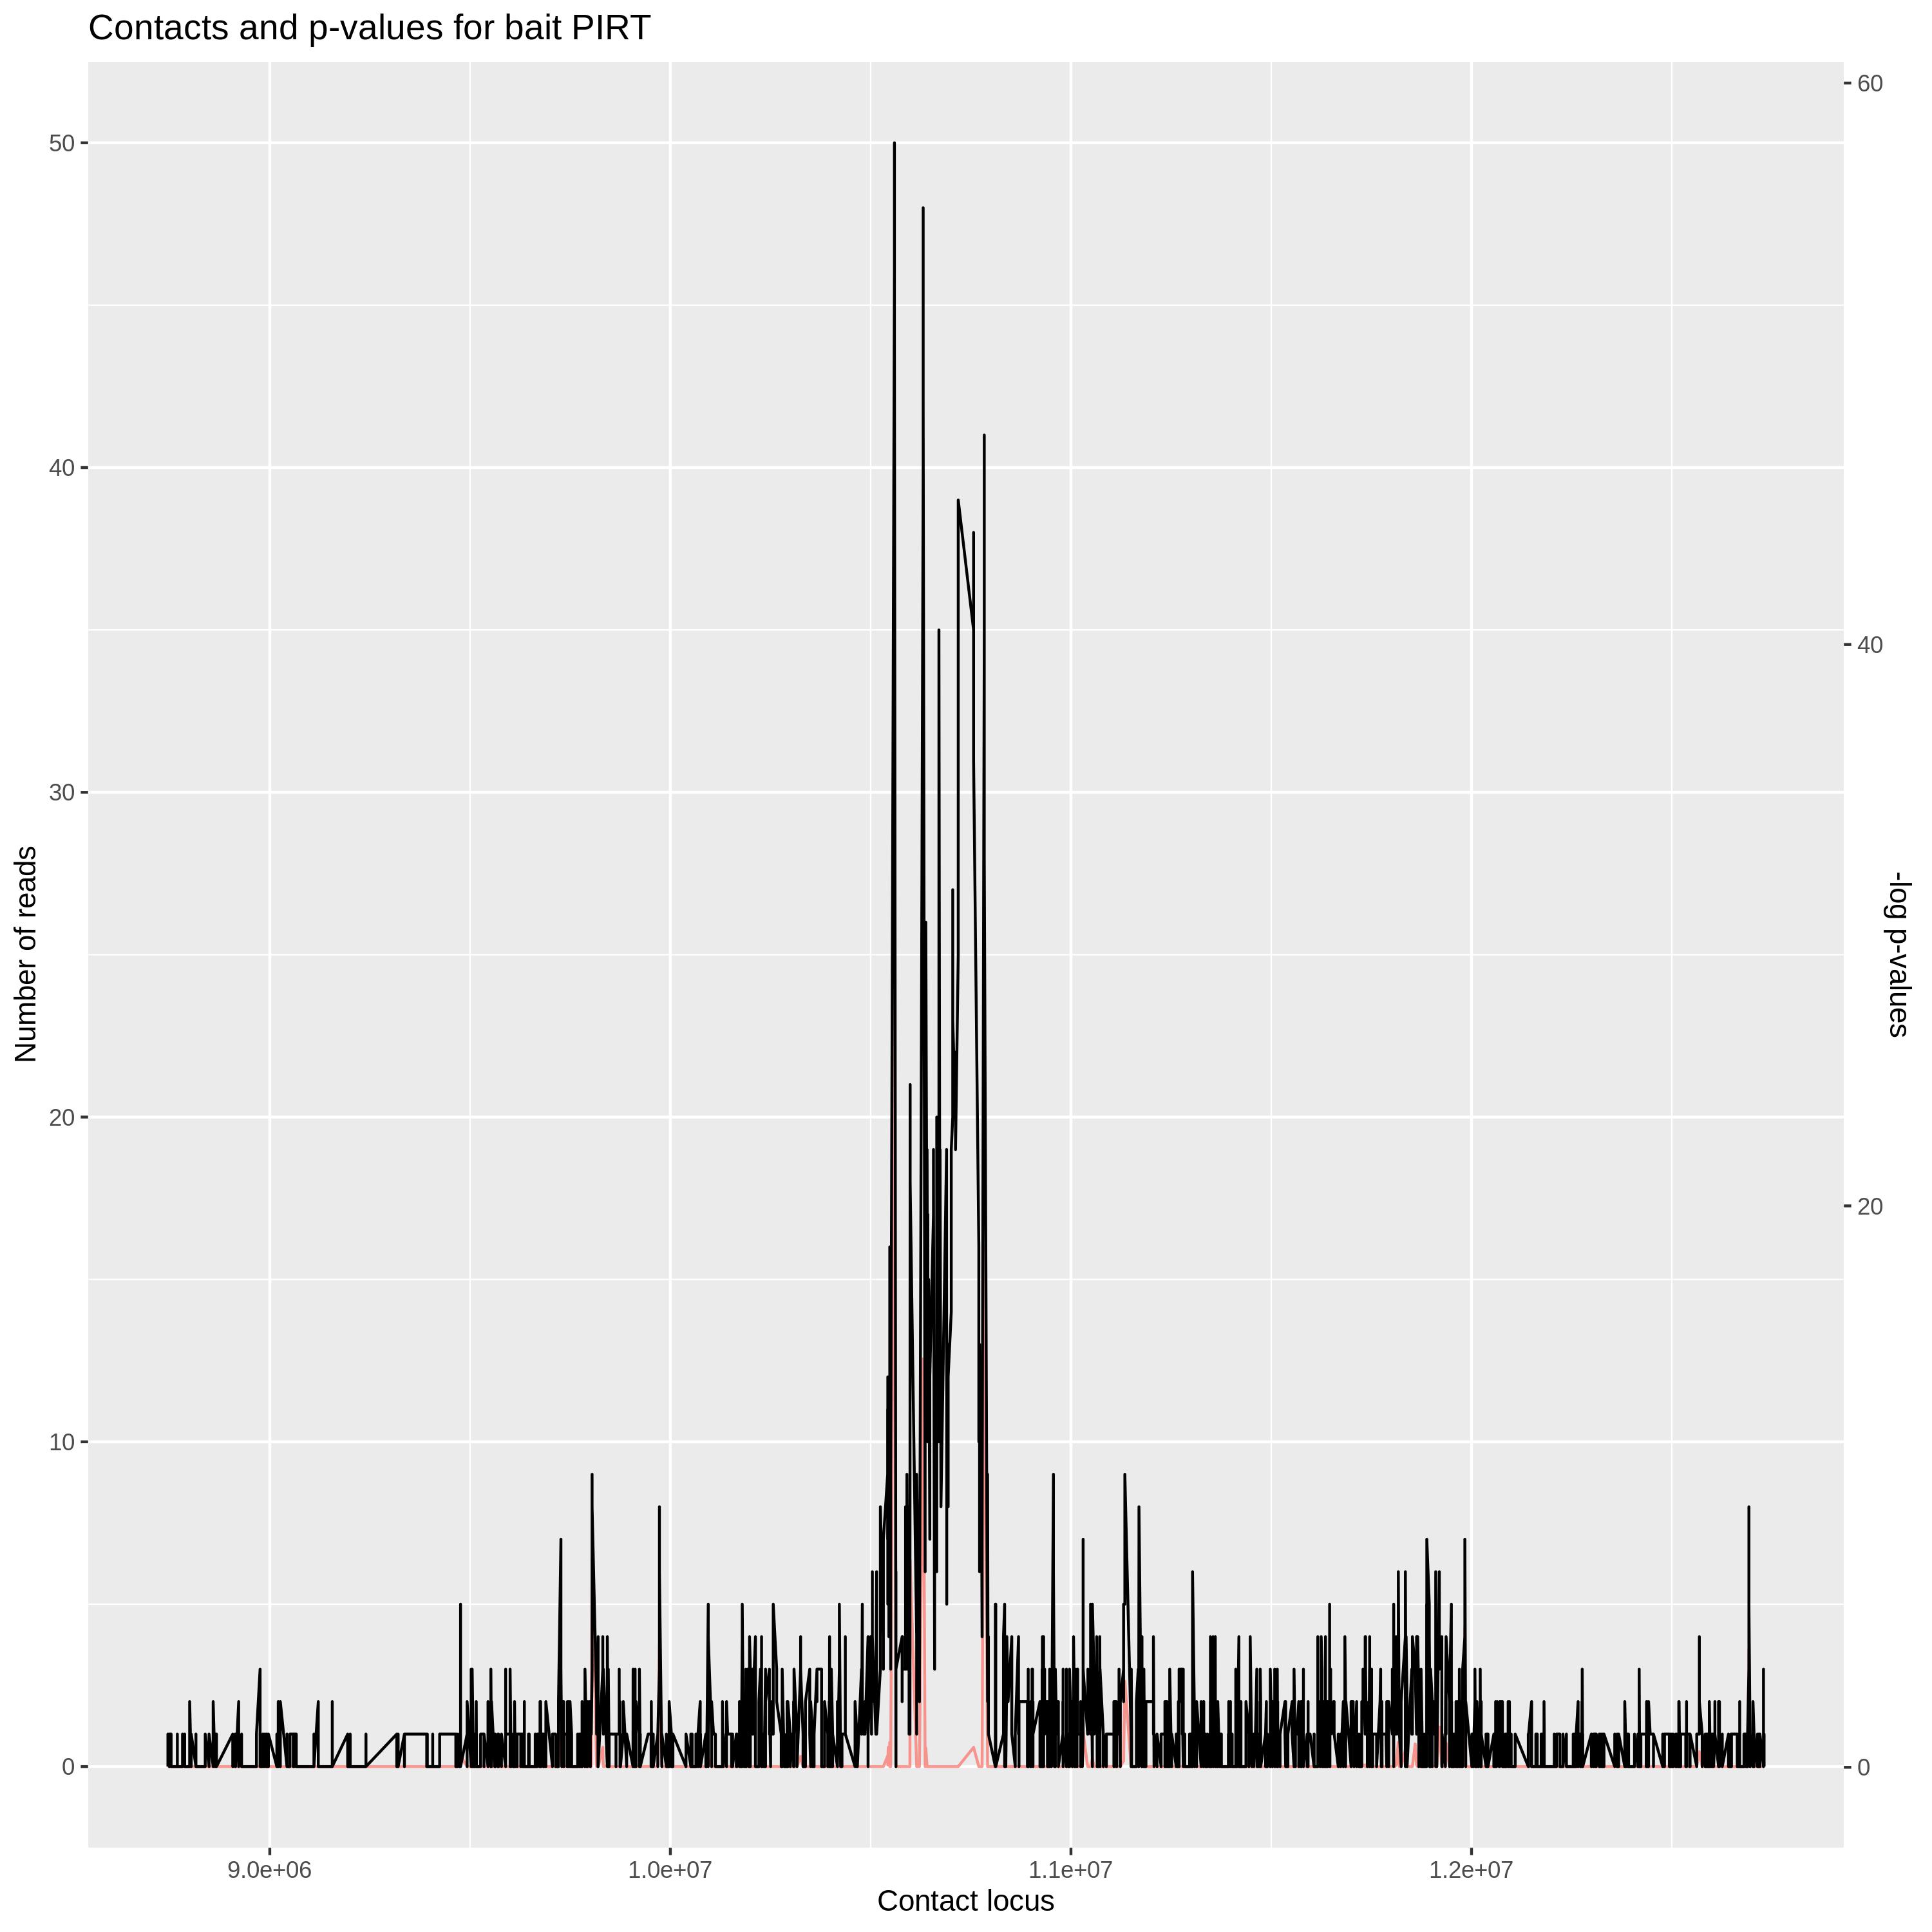 Contacts and p-values for bait PIRT
60
50
40
40
30
20
20
10
0
0
Number of reads
-log p-values
9.0e+06 1.0e+07 1.1e+07 1.2e+07
Contact locus